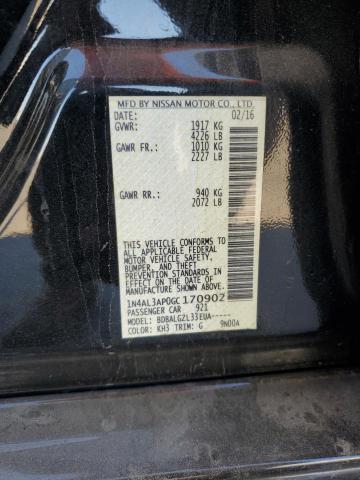 MFD BY NISSAN MOTOR CO., LTD.
DATE: 02/16
GVWR: 1917 KG
4226 LB
GAWR FR: 1010 KG
2227 LB
GAWR RR: 940 KG
2072 LB
THIS VEHICLE CONFORMS TO
ALL APPLICABLE FEDERAL
MOTOR VEHICLE SAFETY,
BUMPER, AND THEFT
PREVENTION STANDARDS
IN EFFECT ON THE DATE
OF MANUFACTURE
SHOWN ABOVE.
1N4AL3AP0GC170902
PASSENGER CAR 921
MODEL: BDBALGZL33EUA-----
COLOR: KH3 TRIM: G 9N00A